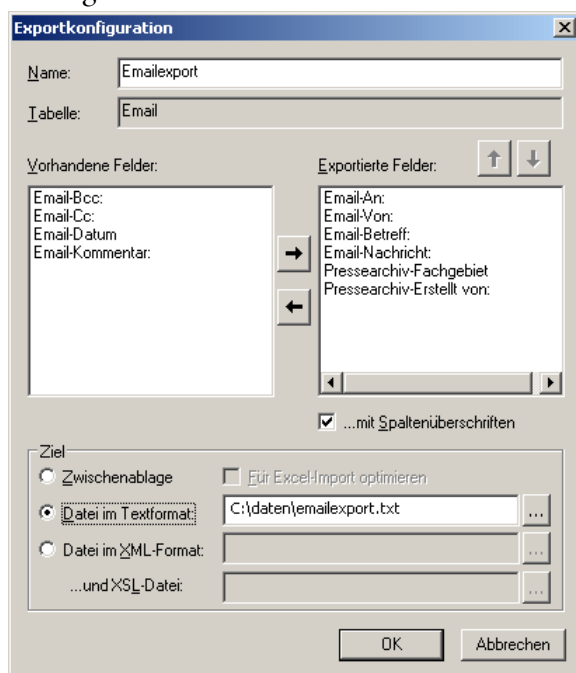 Exportkonfiguration
Name: Emailexport
Tabelle: Email
Vorhandene Felder: Exportierte Felder:
Email-Bcc:
Email-Cc:
Email-Datum
Email-Kommentar:
Email-An:
Email-Von:
Email-Betreff:
Email-Nachricht:
Pressearchiv-Fachgebiet
Pressearchiv-Erstellt von:
...mit Spaltenüberschriften
Ziel
Zwischenablage Für Excel-Import optimieren
Datei im Textformat: C:\daten\emailexport.txt ...
Datei im XML-Format: ...
...und XSL-Datei: ...
OK Abbrechen